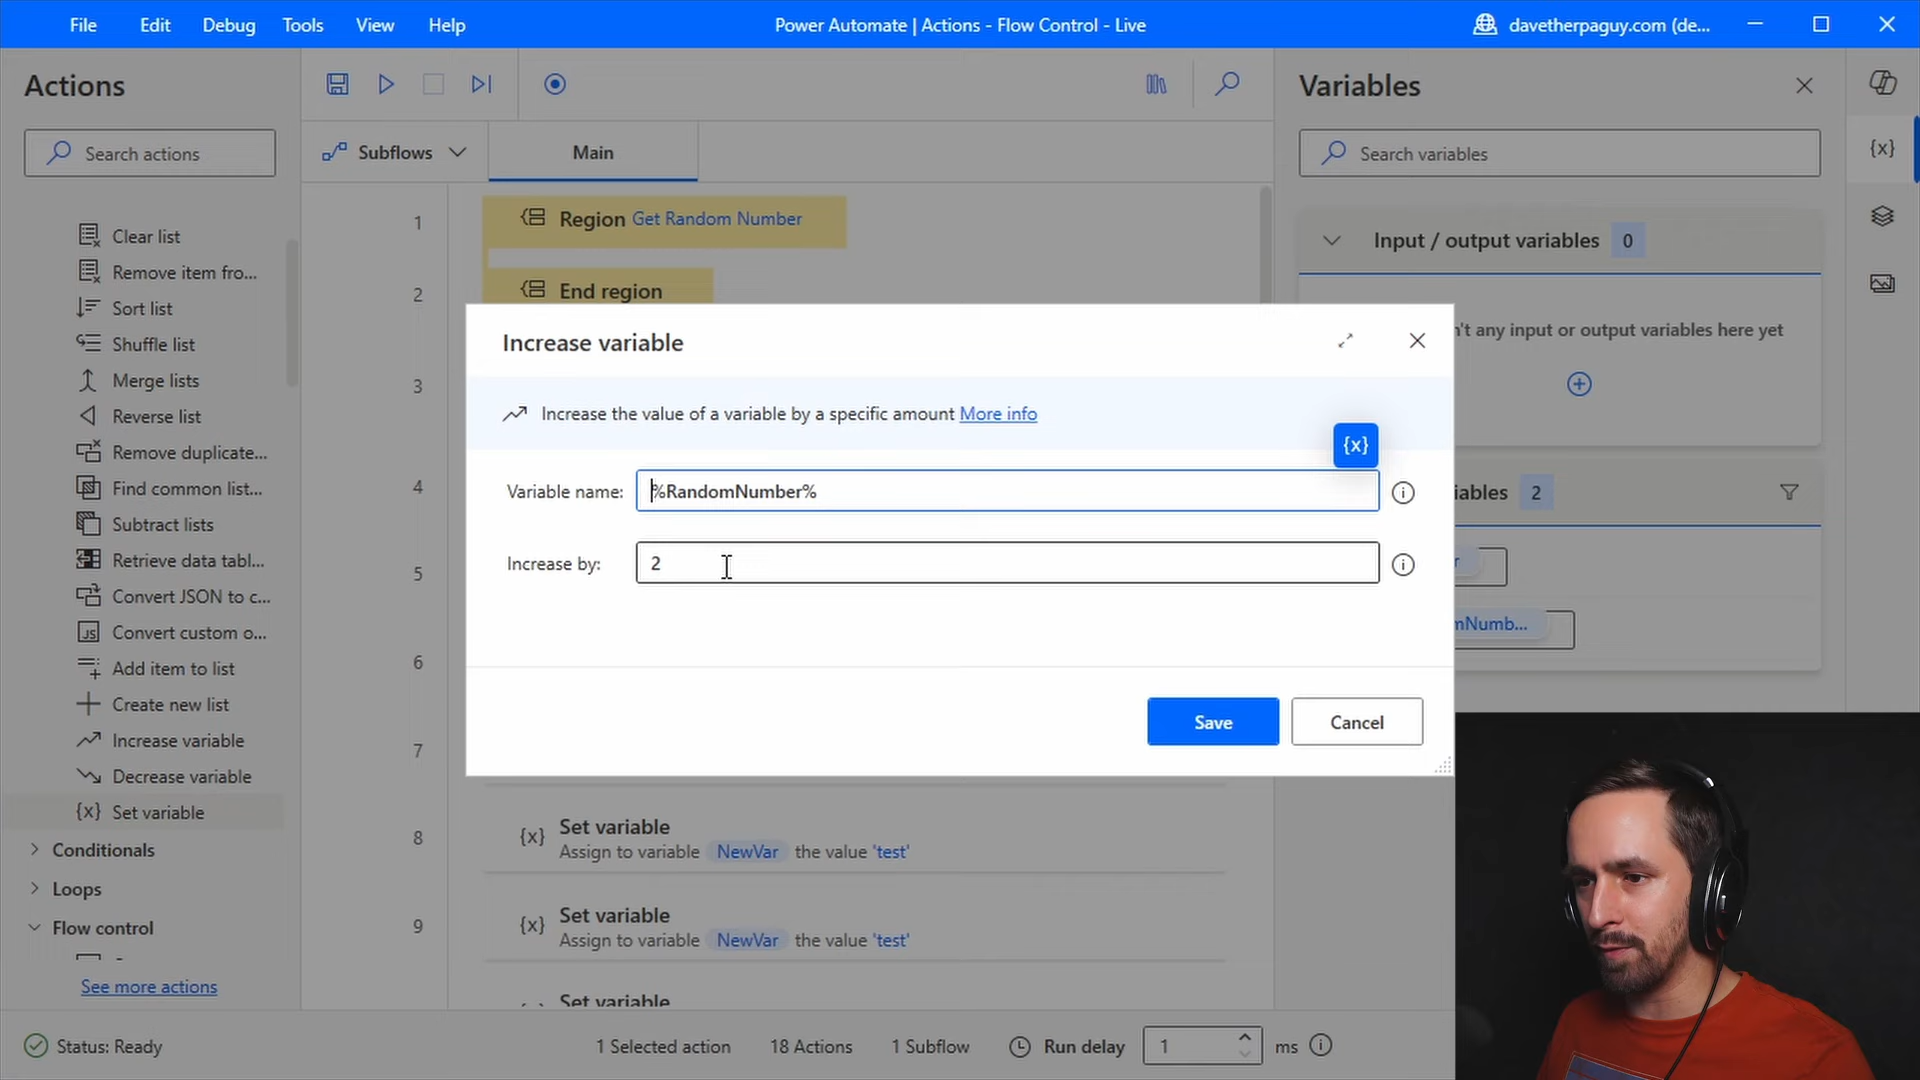 File Edit Debug Tools View Help
Power Automate | Actions - Flow Control - Live
davetherpaguy.com (de...
Actions
Search actions
Clear list
Remove item fro...
Sort list
Shuffle list
Merge lists
Reverse list
Remove duplicate...
Find common list...
Subtract lists
Retrieve data tabl...
Convert JSON to c...
Convert custom o...
Add item to list
Create new list
Increase variable
Decrease variable
{x} Set variable
Conditionals
Loops
Flow control
See more actions
Subflows
Main
1
Region Get Random Number
2
End region
3
4
5
6
7
8
{x} Set variable
Assign to variable NewVar the value 'test'
9
{x} Set variable
Assign to variable NewVar the value 'test'
Set variable
Increase variable
Increase the value of a variable by a specific amount More info
{x}
Variable name: %RandomNumber%
Increase by: 2
Save
Cancel
Variables
Search variables
Input / output variables 0
n't any input or output variables here yet
iables 2
r
mNumb...
{x}
Status: Ready
1 Selected action
18 Actions
1 Subflow
Run delay
1
ms